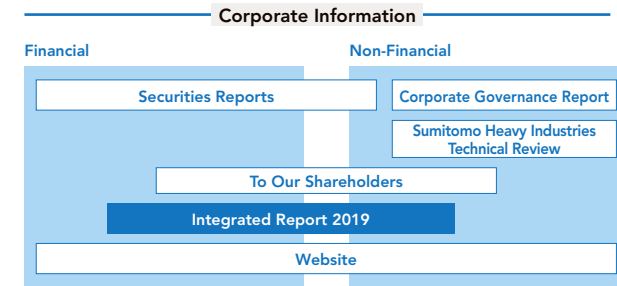 Corporate Information
Financial
Non-Financial
Securities Reports
Corporate Governance Report
Sumitomo Heavy Industries
Technical Review
To Our Shareholders
Integrated Report 2019
Website